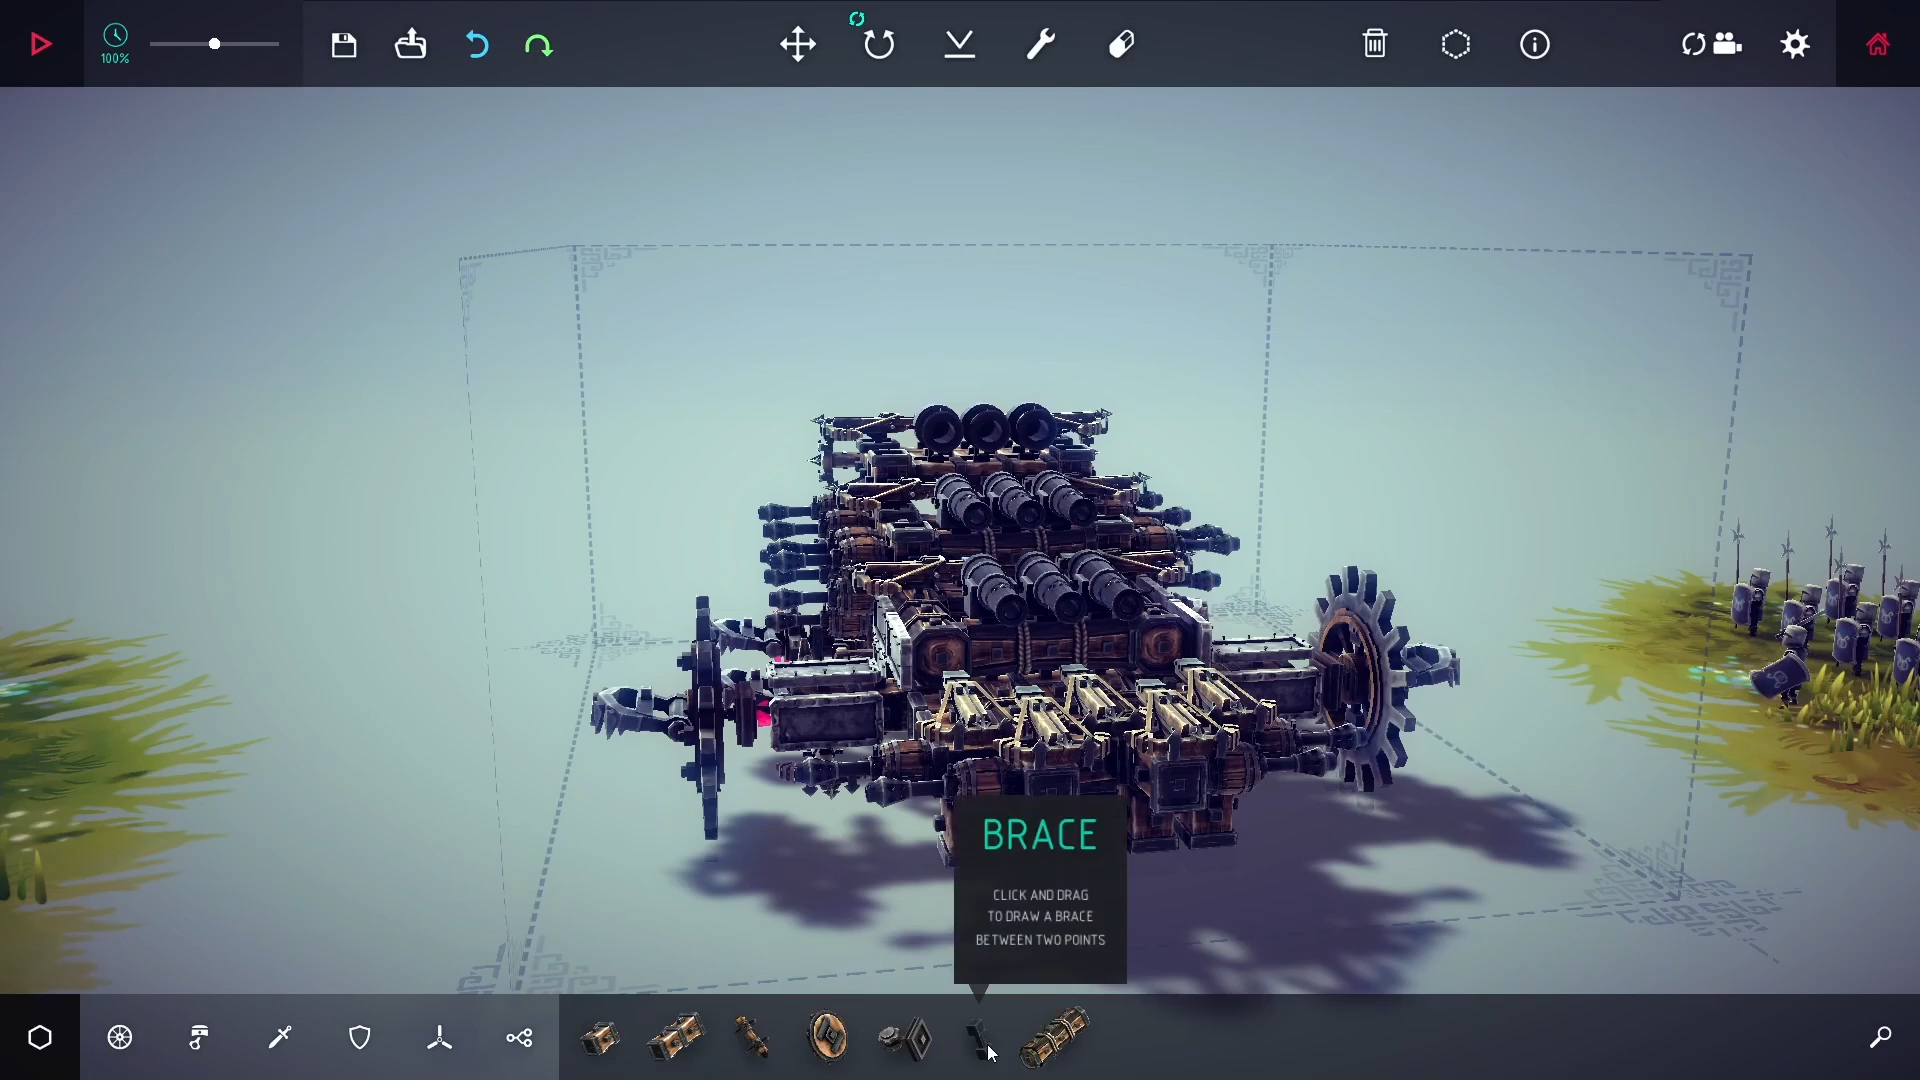 100%
BRACE
CLICK AND DRAG
TO DRAW A BRACE
BETWEEN TWO POINTS